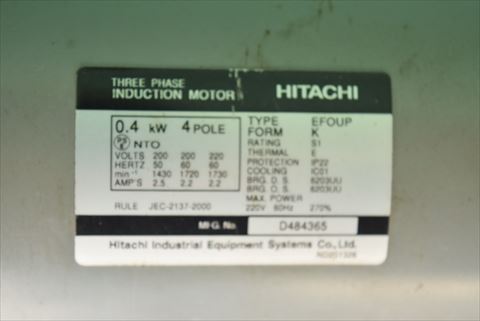 THREE PHASE
INDUCTION MOTOR
HITACHI
0.4 kW 4 POLE
PS
E NTO
VOLTS 200 200 220
HERTZ 50 60 60
min⁻¹ 1430 1720 1730
AMP'S 2.5 2.2 2.2
RULE JEC-2137-2000
TYPE EFOUP
FORM K
RATING S1
THERMAL E
PROTECTION IP22
COOLING IC01
BRG. D. S. 6203UU
BRG. O. S. 6203UU
MAX. POWER
220V 60Hz 270%
MFG. No. D484365
Hitachi Industrial Equipment Systems Co., Ltd.